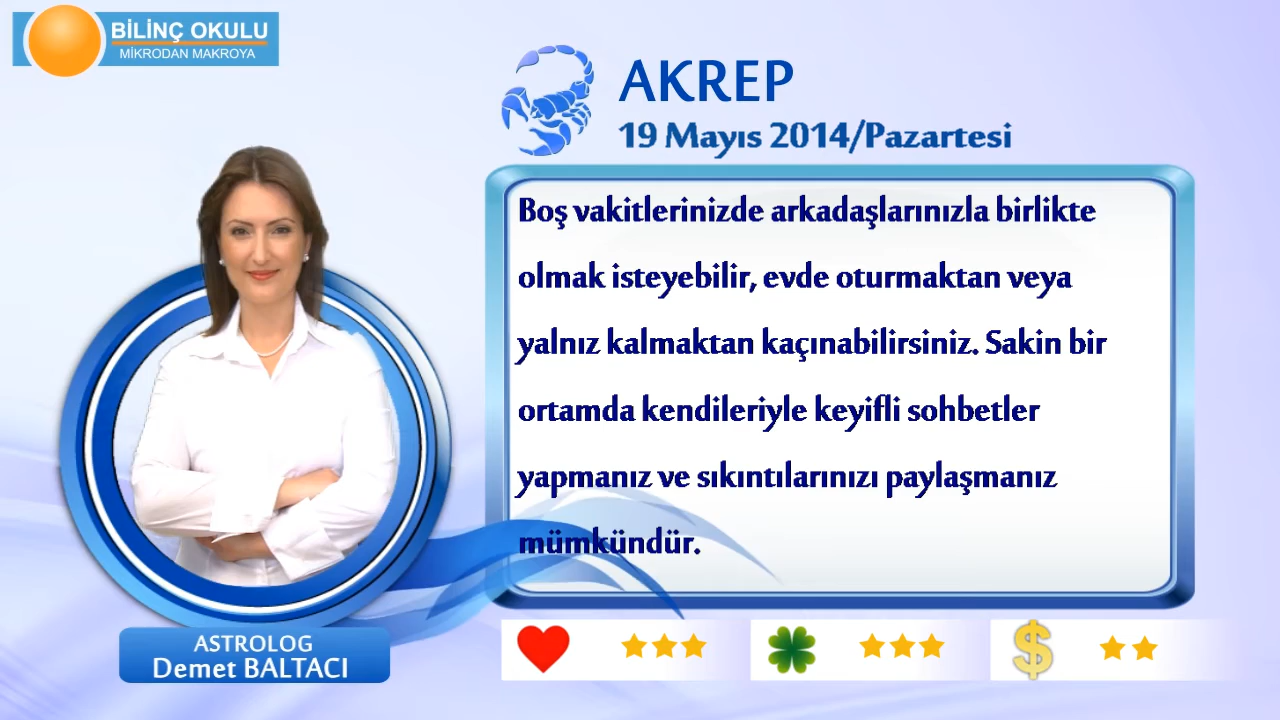 BİLİNÇ OKULU
MİKRODAN MAKROYA
AKREP
19 Mayıs 2014/Pazartesi
Boş vakitlerinizde arkadaşlarınızla birlikte
olmak isteyebilir, evde oturmaktan veya
yalnız kalmaktan kaçınabilirsiniz. Sakin bir
ortamda kendileriyle keyifli sohbetler
yapmanız ve sıkıntılarınızı paylaşmanız
mümkündür.
ASTROLOG
Demet BALTACI
$